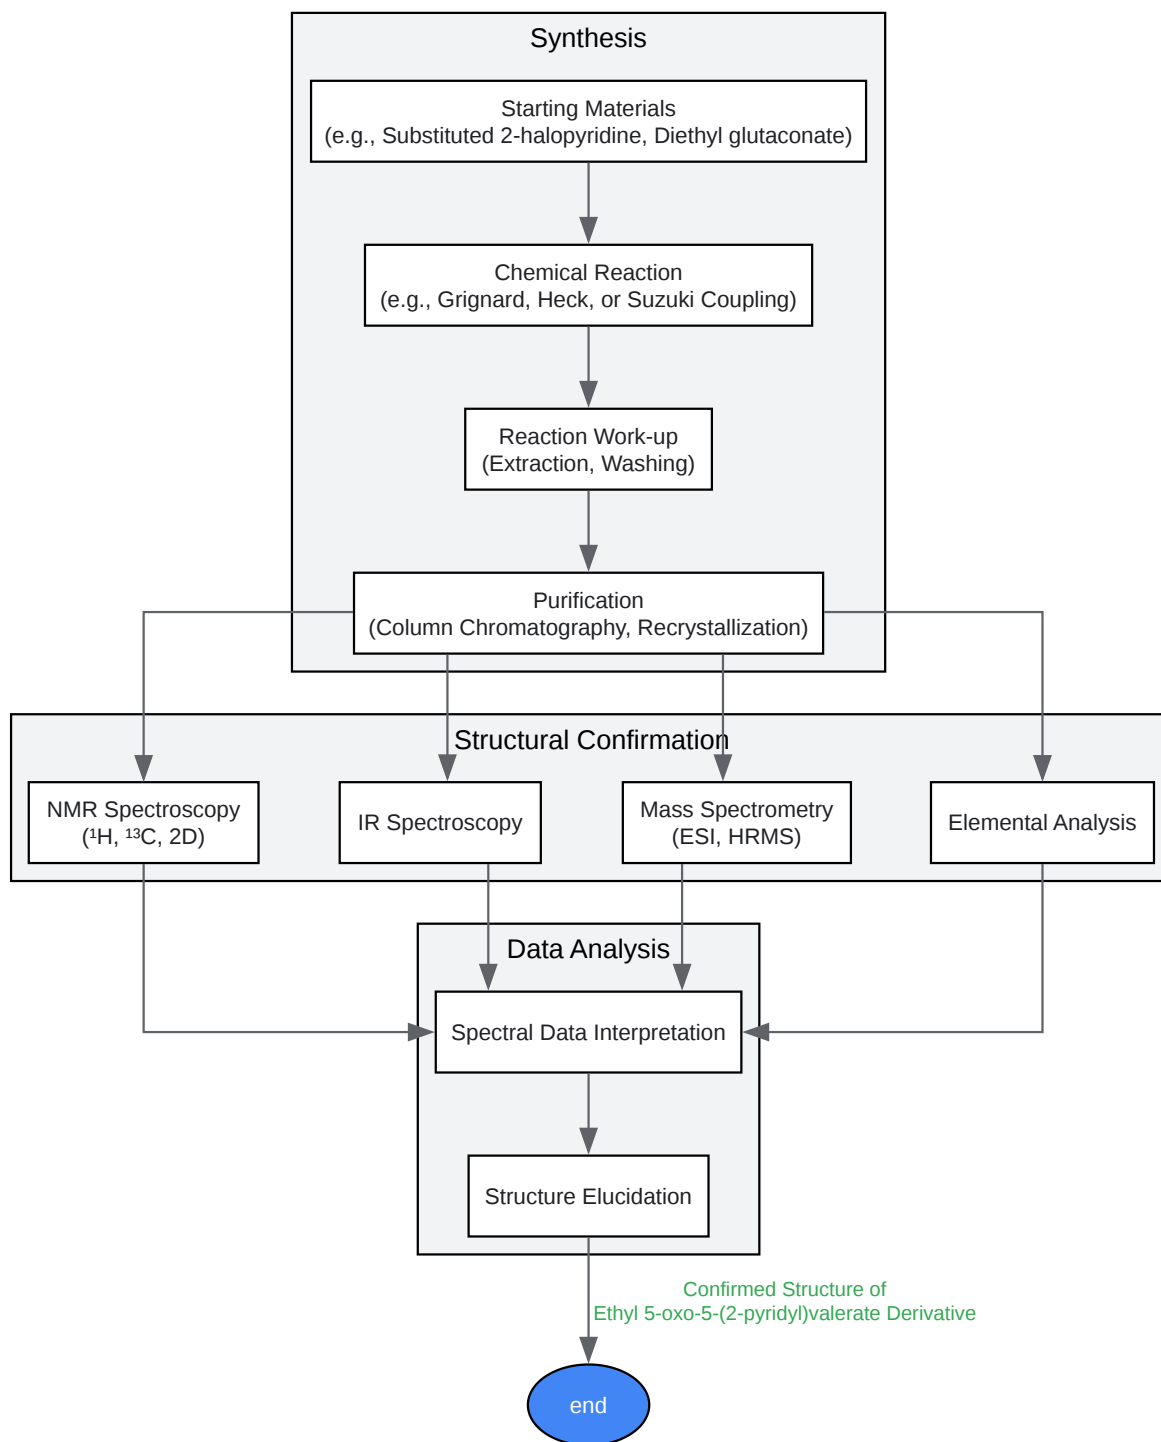 Synthesis
Starting Materials
(e.g., Substituted 2-halopyridine, Diethyl glutaconate)
Chemical Reaction
(e.g., Grignard, Heck, or Suzuki Coupling)
Reaction Work-up
(Extraction, Washing)
Purification
(Column Chromatography, Recrystallization)
Structural Confirmation
NMR Spectroscopy
(¹H, ¹³C, 2D)
IR Spectroscopy
Mass Spectrometry
(ESI, HRMS)
Elemental Analysis
Data Analysis
Spectral Data Interpretation
Structure Elucidation
Confirmed Structure of
Ethyl 5-oxo-5-(2-pyridyl)valerate Derivative
end